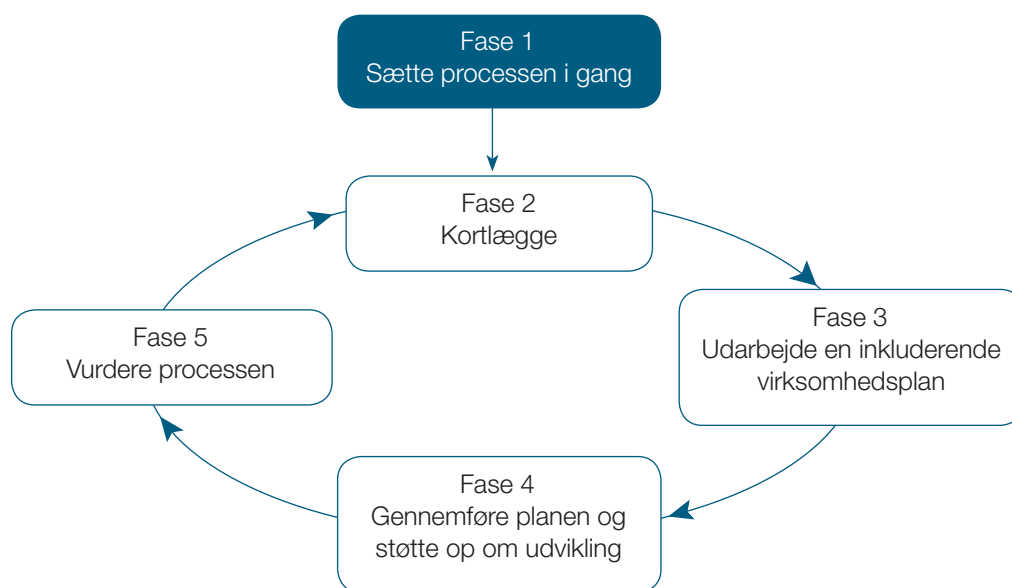 Fase 1
Sætte processen i gang
Fase 2
Kortlægge
Fase 3
Udarbejde en inkluderende
virksomhedsplan
Fase 4
Gennemføre planen og
støtte op om udvikling
Fase 5
Vurdere processen